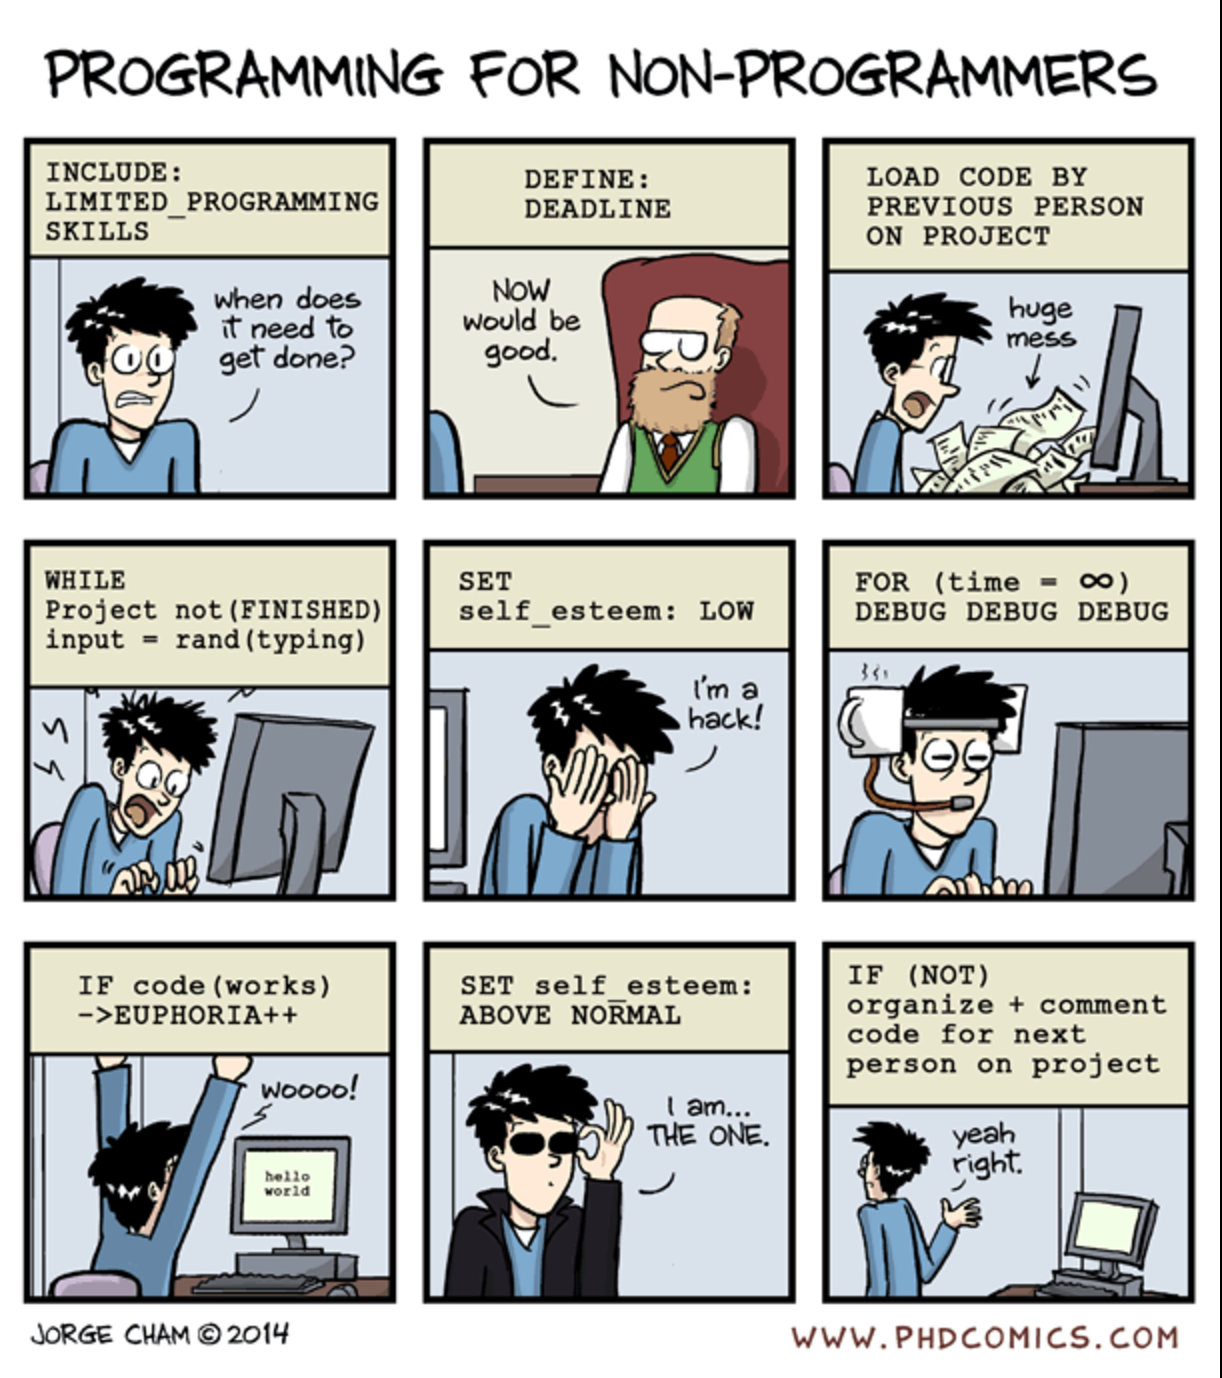 PROGRAMMING FOR NON-PROGRAMMERS
INCLUDE:
LIMITED_PROGRAMMING
SKILLS
when does
it need to
get done?
DEFINE:
DEADLINE
NOW
would be
good.
LOAD CODE BY
PREVIOUS PERSON
ON PROJECT
huge
mess
WHILE
Project not(FINISHED)
input = rand(typing)
SET
self_esteem: LOW
I'm a
hack!
FOR (time = ∞)
DEBUG DEBUG DEBUG
IF code(works)
->EUPHORIA++
woooo!
hello
world
SET self_esteem:
ABOVE NORMAL
I am...
THE ONE.
IF (NOT)
organize + comment
code for next
person on project
yeah
right.
JORGE CHAM © 2014
WWW.PHDCOMICS.COM